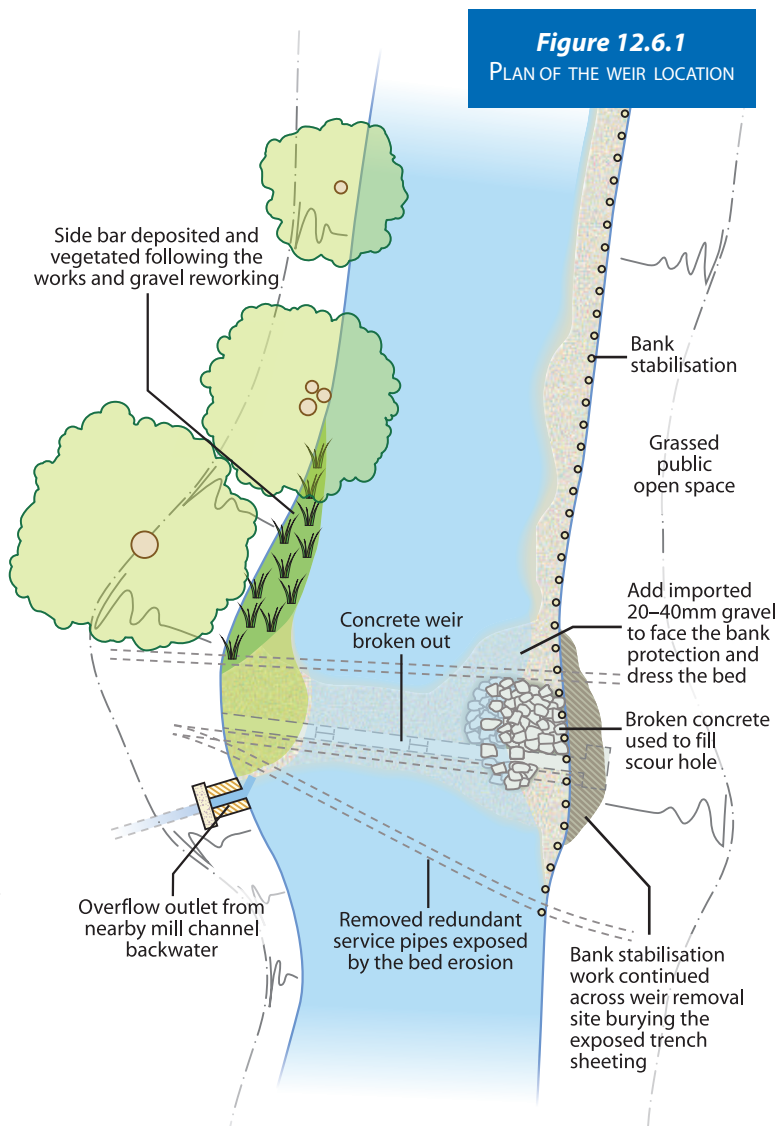 Figure 12.6.1
PLAN OF THE WEIR LOCATION
Side bar deposited and
vegetated following the
works and gravel reworking
Bank
stabilisation
Grassed
public
open space
Add imported
20–40mm gravel
to face the bank
protection and
dress the bed
Concrete weir
broken out
Broken concrete
used to fill
scour hole
Overflow outlet from
nearby mill channel
backwater
Removed redundant
service pipes exposed
by the bed erosion
Bank stabilisation
work continued
across weir removal
site burying the
exposed trench
sheeting